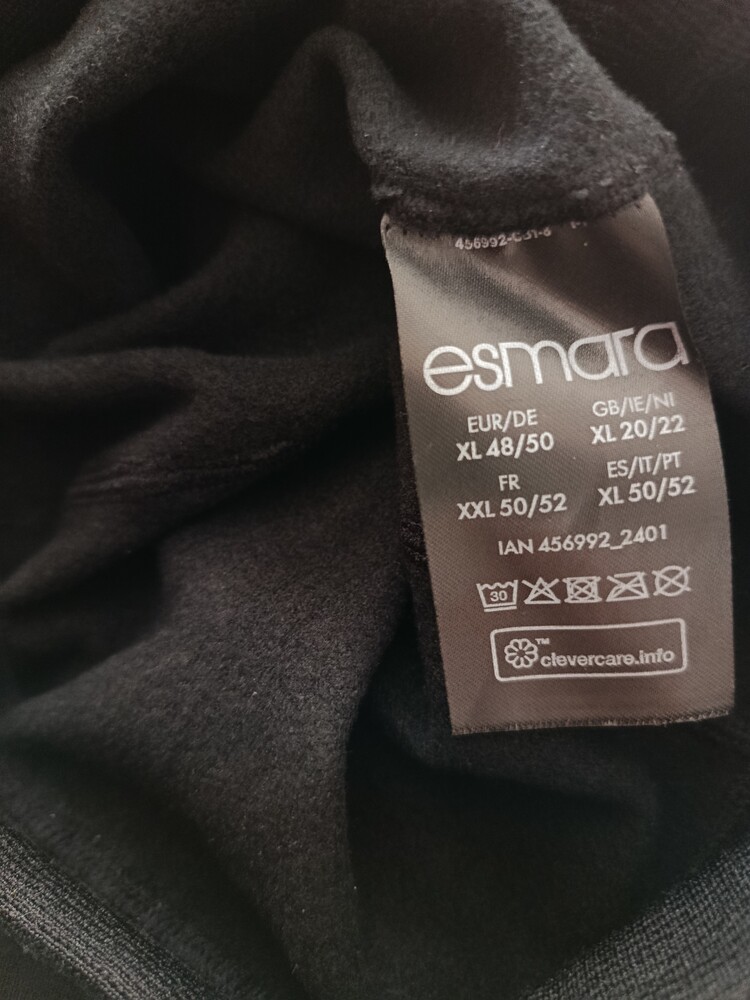 esmara
EUR/DE GB/IE/NI
XL 48/50 XL 20/22
FR ES/IT/PT
XXL 50/52 XL 50/52
IAN 456992_2401
30
™ clevercare.info